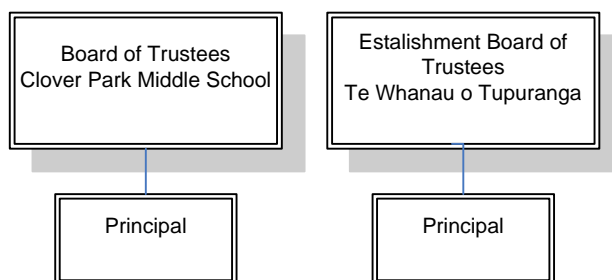 Board of Trustees
Clover Park Middle School
Estalishment Board of
Trustees
Te Whanau o Tupuranga
Principal
Principal